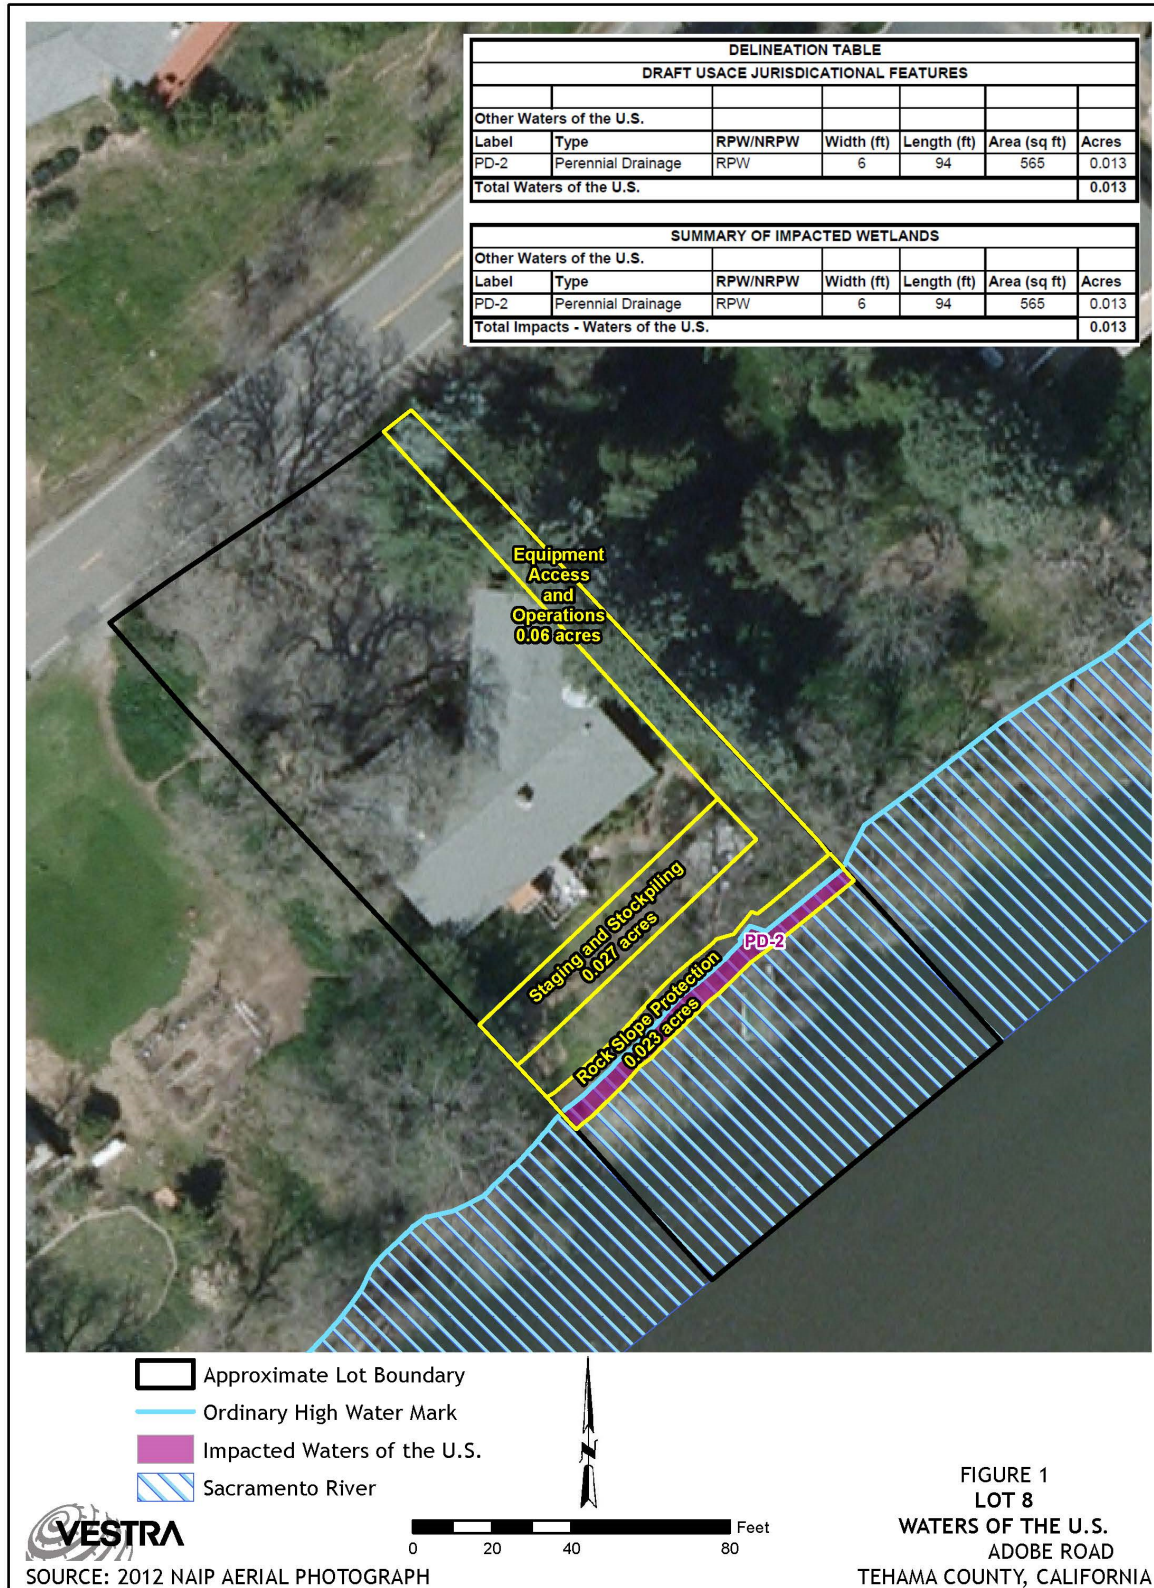 DELINEATION TABLE
DRAFT USACE JURISDICATIONAL FEATURES
Other Waters of the U.S.
Label Type RPW/NRPW Width (ft) Length (ft) Area (sq ft) Acres
PD-2 Perennial Drainage RPW 6 94 565 0.013
Total Waters of the U.S. 0.013
SUMMARY OF IMPACTED WETLANDS
Other Waters of the U.S.
Label Type RPW/NRPW Width (ft) Length (ft) Area (sq ft) Acres
PD-2 Perennial Drainage RPW 6 94 565 0.013
Total Impacts - Waters of the U.S. 0.013
Equipment
Access
and
Operations
0.06 acres
Staging and Stockpiling
0.027 acres
PD-2
Rock Slope Protection
0.023 acres
Approximate Lot Boundary
Ordinary High Water Mark
Impacted Waters of the U.S.
Sacramento River
N
VESTRA
0 20 40 80 Feet
SOURCE: 2012 NAIP AERIAL PHOTOGRAPH
FIGURE 1
LOT 8
WATERS OF THE U.S.
ADOBE ROAD
TEHAMA COUNTY, CALIFORNIA